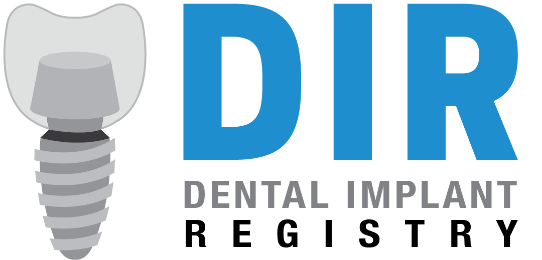 DIR
DENTAL IMPLANT
REGISTRY